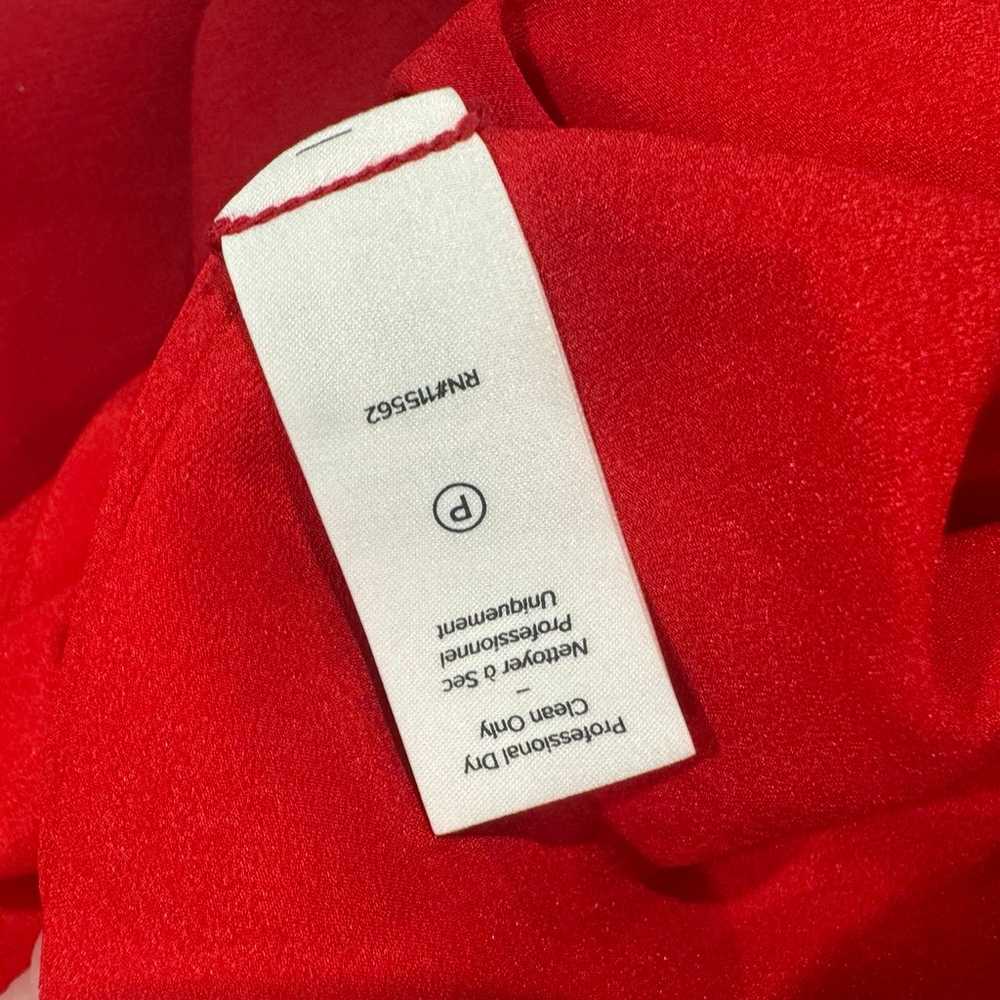 Professional Dry
Clean Only
–
Nettoyer à Sec
Professionnel
Uniquement
P
RN#115562